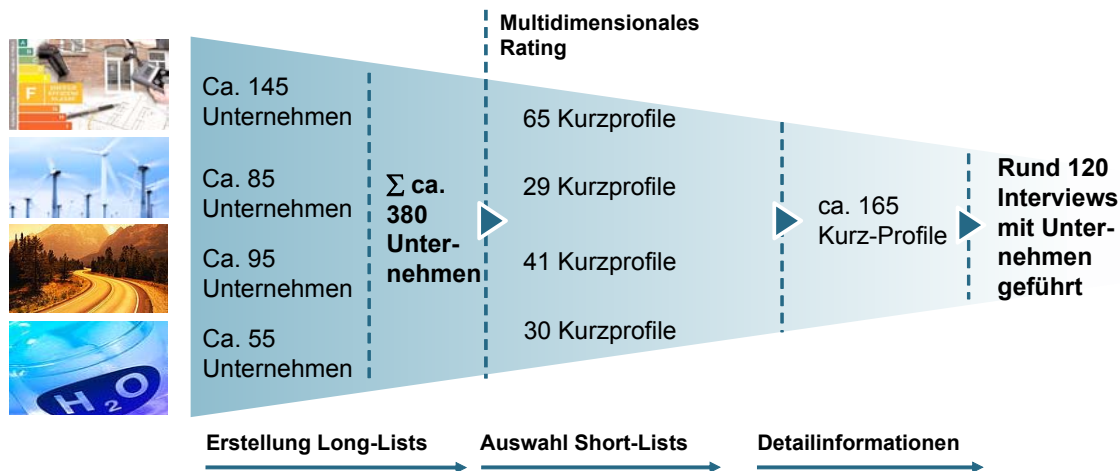 Multidimensionales
Rating
Ca. 145
Unternehmen
65 Kurzprofile
Ca. 85
Unternehmen
29 Kurzprofile
Ca. 95
Unternehmen
41 Kurzprofile
Ca. 55
Unternehmen
30 Kurzprofile
∑ ca.
380
Unter-
nehmen
ca. 165
Kurz-Profile
Rund 120
Interviews
mit Unter-
nehmen
geführt
F
H2O
Erstellung Long-Lists
Auswahl Short-Lists
Detailinformationen